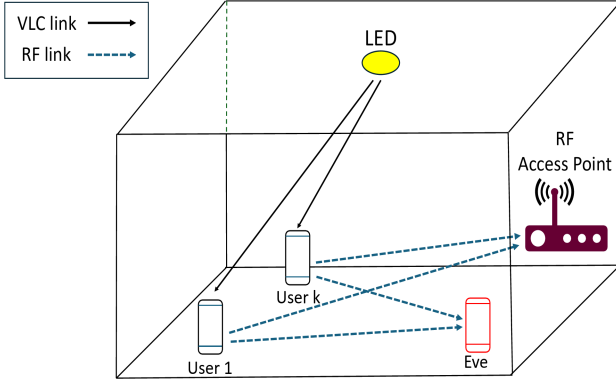 VLC link
RF link
LED
RF
Access Point
User k
User 1
Eve